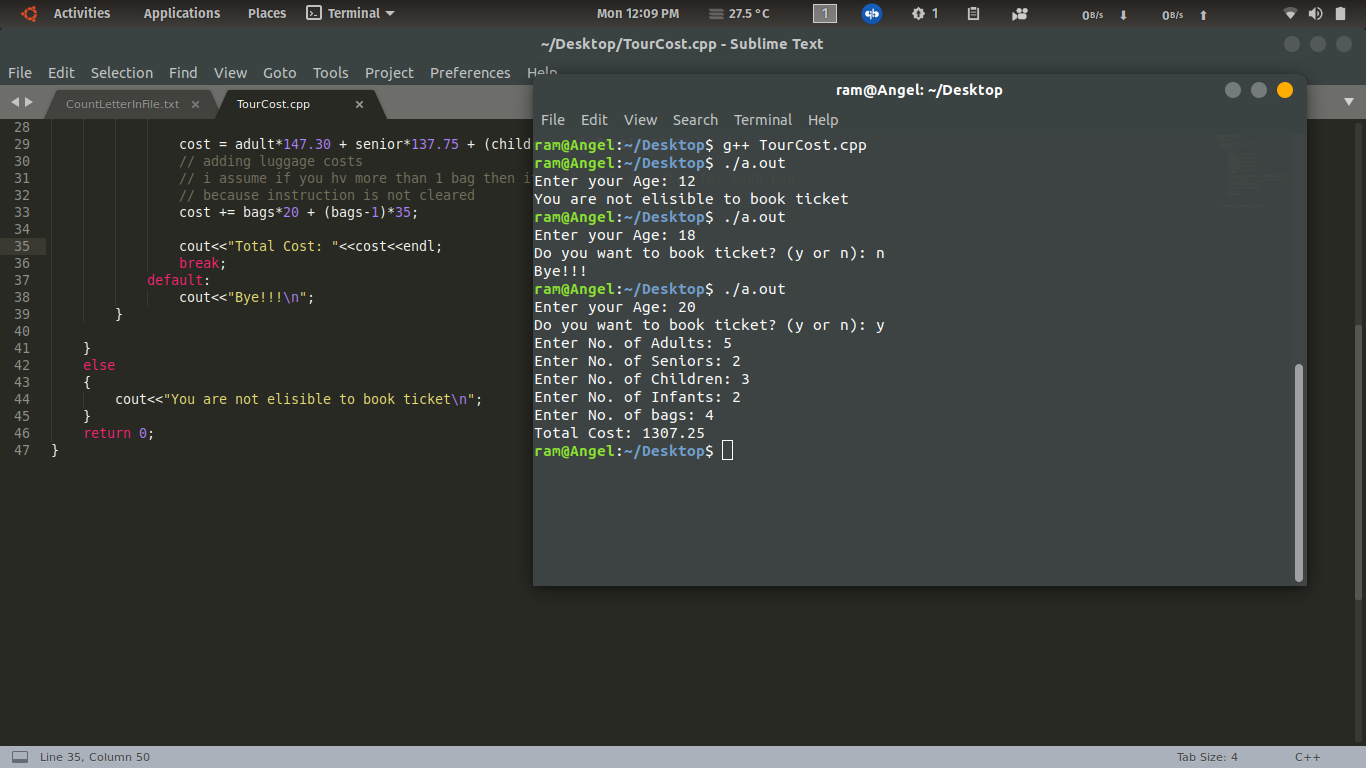 Activities Applications Places Terminal Mon 12:09 PM 27.5 °C 1 1 0B/s 0B/s
~/Desktop/TourCost.cpp - Sublime Text
File Edit Selection Find View Goto Tools Project Preferences Help
CountLetterInFile.txt TourCost.cpp
28
29 cost = adult*147.30 + senior*137.75 + (child
30 // adding luggage costs
31 // i assume if you hv more than 1 bag then i
32 // because instruction is not cleared
33 cost += bags*20 + (bags-1)*35;
34
35 cout<<"Total Cost: "<<cost<<endl;
36 break;
37 default:
38 cout<<"Bye!!!\n";
39 }
40
41 }
42 else
43 {
44 cout<<"You are not elisible to book ticket\n";
45 }
46 return 0;
47 }
ram@Angel: ~/Desktop
File Edit View Search Terminal Help
ram@Angel:~/Desktop$ g++ TourCost.cpp
ram@Angel:~/Desktop$ ./a.out
Enter your Age: 12
You are not elisible to book ticket
ram@Angel:~/Desktop$ ./a.out
Enter your Age: 18
Do you want to book ticket? (y or n): n
Bye!!!
ram@Angel:~/Desktop$ ./a.out
Enter your Age: 20
Do you want to book ticket? (y or n): y
Enter No. of Adults: 5
Enter No. of Seniors: 2
Enter No. of Children: 3
Enter No. of Infants: 2
Enter No. of bags: 4
Total Cost: 1307.25
ram@Angel:~/Desktop$
Line 35, Column 50 Tab Size: 4 C++